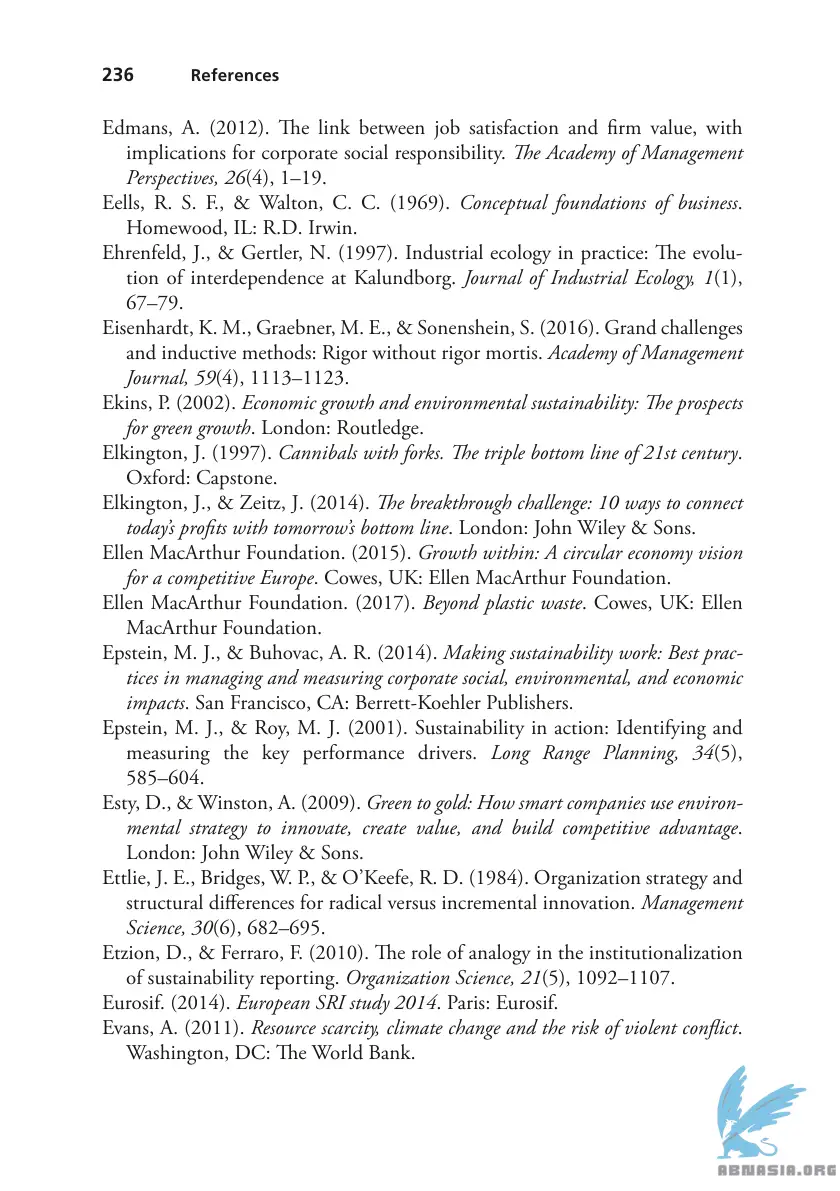 236 References
Edmans, A. (2012). The link between job satisfaction and firm value, with
implications for corporate social responsibility. The Academy of Management
Perspectives, 26(4), 1–19.
Eells, R. S. F., & Walton, C. C. (1969). Conceptual foundations of business.
Homewood, IL: R.D. Irwin.
Ehrenfeld, J., & Gertler, N. (1997). Industrial ecology in practice: The evolu-
tion of interdependence at Kalundborg. Journal of Industrial Ecology, 1(1),
67–79.
Eisenhardt, K. M., Graebner, M. E., & Sonenshein, S. (2016). Grand challenges
and inductive methods: Rigor without rigor mortis. Academy of Management
Journal, 59(4), 1113–1123.
Ekins, P. (2002). Economic growth and environmental sustainability: The prospects
for green growth. London: Routledge.
Elkington, J. (1997). Cannibals with forks. The triple bottom line of 21st century.
Oxford: Capstone.
Elkington, J., & Zeitz, J. (2014). The breakthrough challenge: 10 ways to connect
today’s profits with tomorrow’s bottom line. London: John Wiley & Sons.
Ellen MacArthur Foundation. (2015). Growth within: A circular economy vision
for a competitive Europe. Cowes, UK: Ellen MacArthur Foundation.
Ellen MacArthur Foundation. (2017). Beyond plastic waste. Cowes, UK: Ellen
MacArthur Foundation.
Epstein, M. J., & Buhovac, A. R. (2014). Making sustainability work: Best prac-
tices in managing and measuring corporate social, environmental, and economic
impacts. San Francisco, CA: Berrett-Koehler Publishers.
Epstein, M. J., & Roy, M. J. (2001). Sustainability in action: Identifying and
measuring the key performance drivers. Long Range Planning, 34(5),
585–604.
Esty, D., & Winston, A. (2009). Green to gold: How smart companies use environ-
mental strategy to innovate, create value, and build competitive advantage.
London: John Wiley & Sons.
Ettlie, J. E., Bridges, W. P., & O’Keefe, R. D. (1984). Organization strategy and
structural differences for radical versus incremental innovation. Management
Science, 30(6), 682–695.
Etzion, D., & Ferraro, F. (2010). The role of analogy in the institutionalization
of sustainability reporting. Organization Science, 21(5), 1092–1107.
Eurosif. (2014). European SRI study 2014. Paris: Eurosif.
Evans, A. (2011). Resource scarcity, climate change and the risk of violent conflict.
Washington, DC: The World Bank.
ABNASIA.ORG